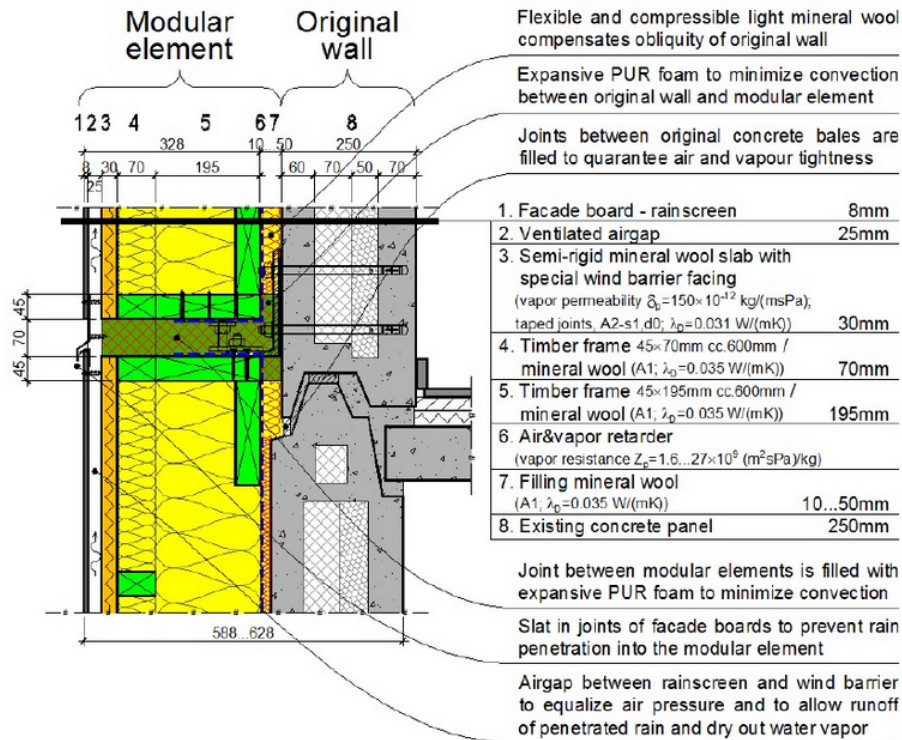 Modular
element
Original
wall
Flexible and compressible light mineral wool
compensates obliquity of original wall
Expansive PUR foam to minimize convection
between original wall and modular element
Joints between original concrete bales are
filled to quarantee air and vapour tightness
1 2 3 4 5 6 7 8
328 10...50 250
8 30 70 195 60 70 50 70
25
45
70
45
1. Facade board - rainscreen 8mm
2. Ventilated airgap 25mm
3. Semi-rigid mineral wool slab with
special wind barrier facing
(vapor permeability δp=150×10⁻¹² kg/(msPa);
taped joints, A2-s1,d0; λD=0.031 W/(mK)) 30mm
4. Timber frame 45×70mm cc.600mm /
mineral wool (A1; λD=0.035 W/(mK)) 70mm
5. Timber frame 45×195mm cc.600mm /
mineral wool (A1; λD=0.035 W/(mK)) 195mm
6. Air&vapor retarder
(vapor resistance Zp=1.6...27×10⁹ (m²sPa)/kg)
7. Filling mineral wool
(A1; λD=0.035 W/(mK)) 10...50mm
8. Existing concrete panel 250mm
588...628
Joint between modular elements is filled with
expansive PUR foam to minimize convection
Slat in joints of facade boards to prevent rain
penetration into the modular element
Airgap between rainscreen and wind barrier
to equalize air pressure and to allow runoff
of penetrated rain and dry out water vapor